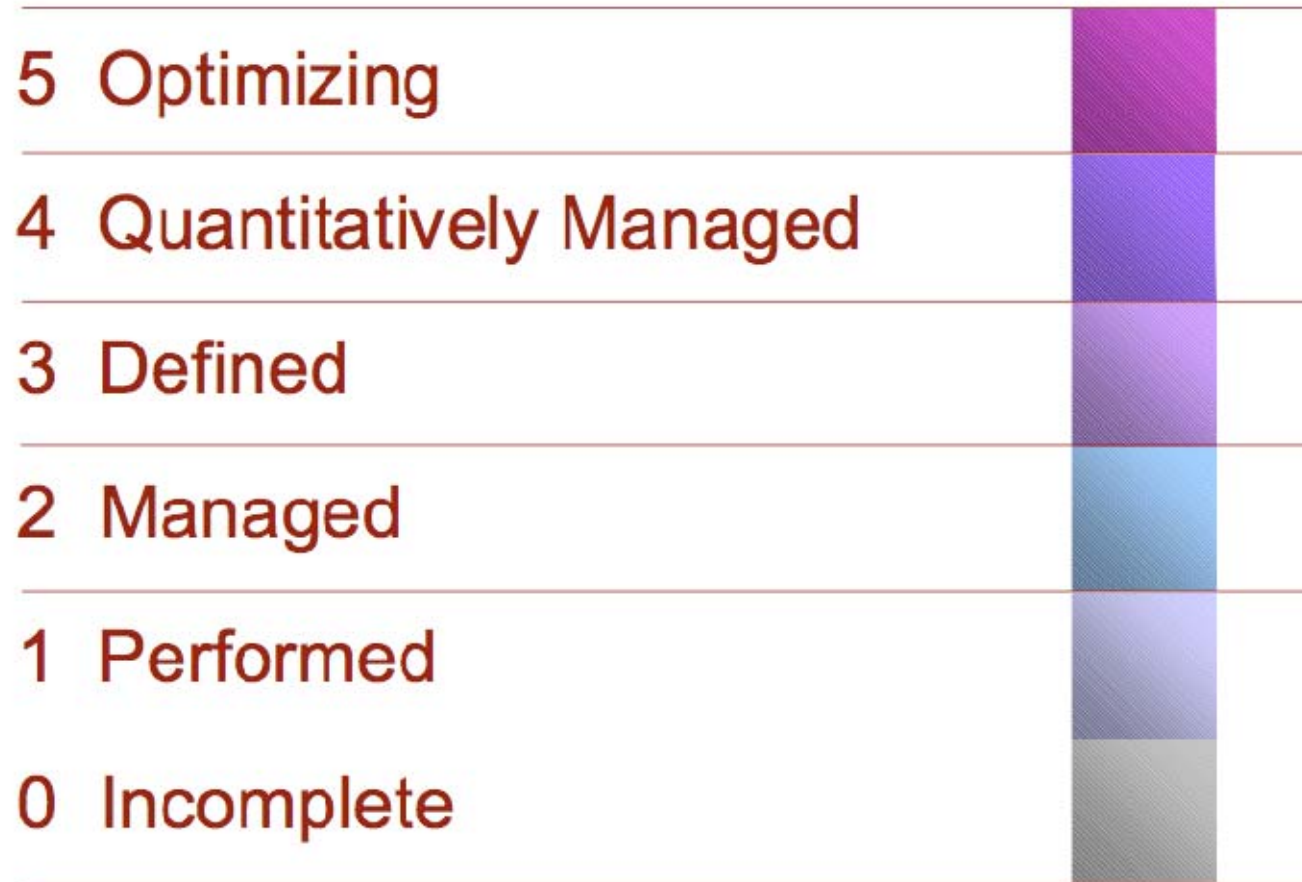 5 Optimizing
4 Quantitatively Managed
3 Defined
2 Managed
1 Performed
0 Incomplete